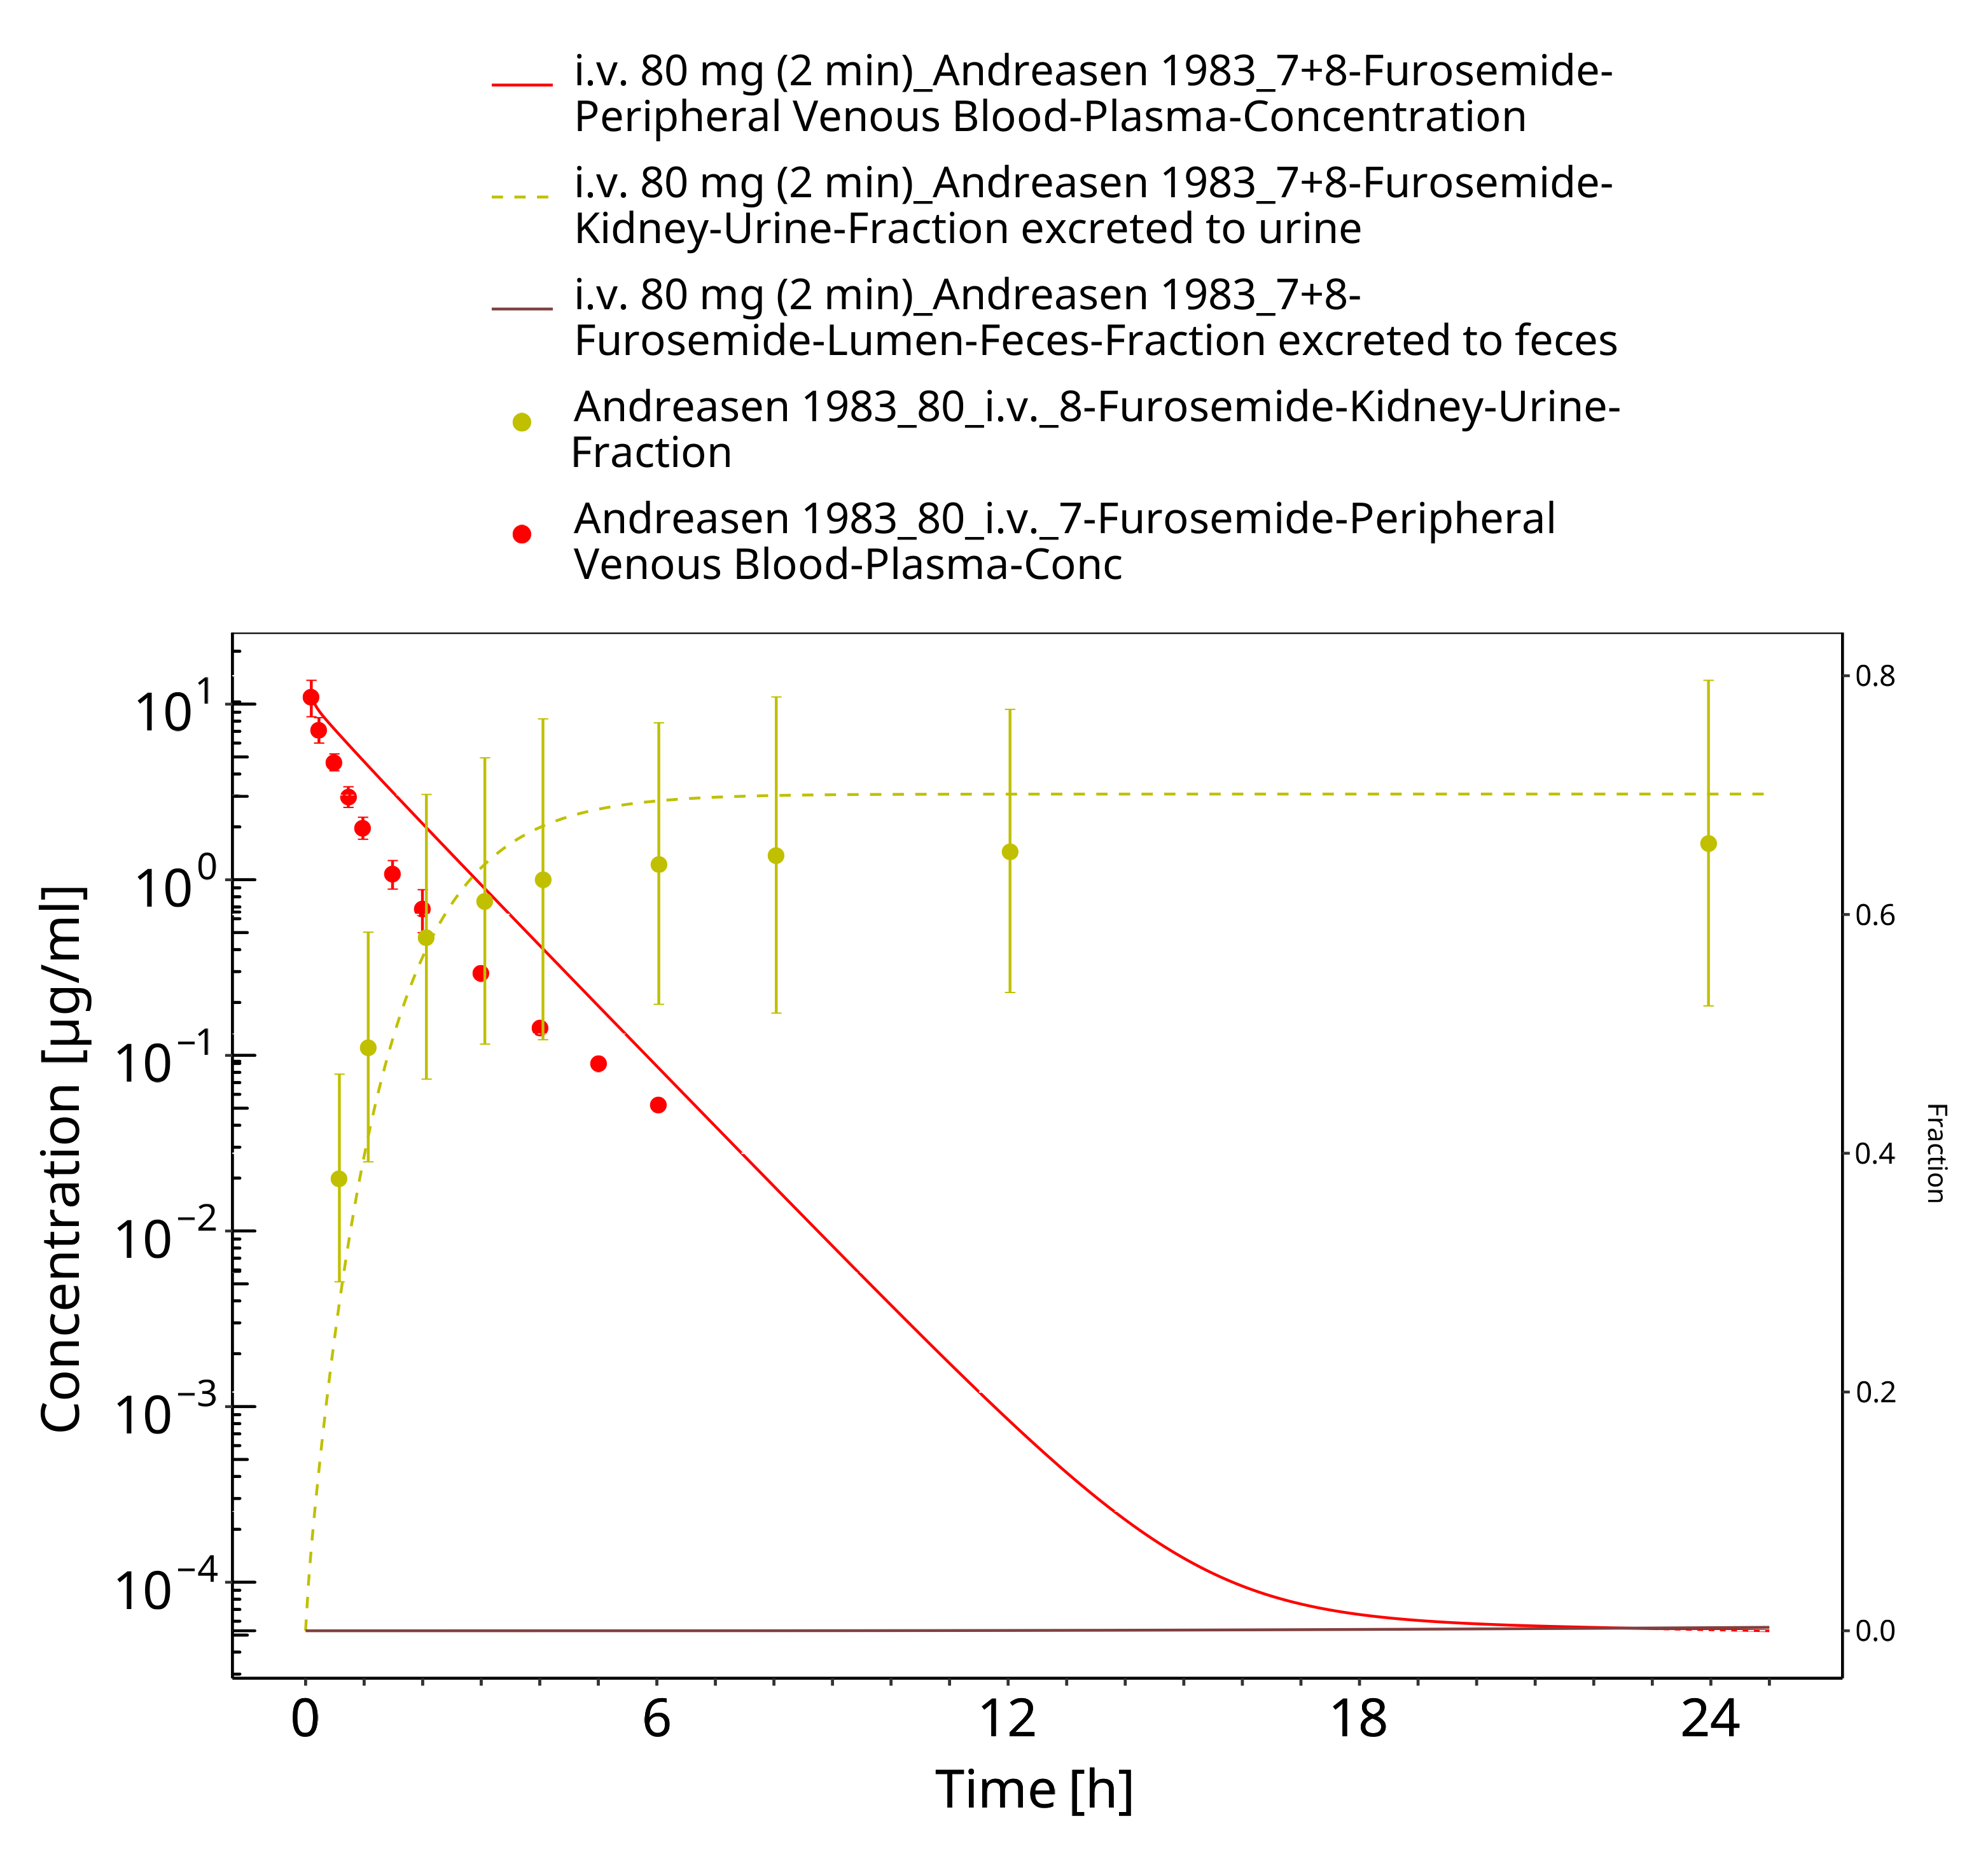 i.v. 80 mg (2 min)_Andreasen 1983_7+8-Furosemide-
Peripheral Venous Blood-Plasma-Concentration
i.v. 80 mg (2 min)_Andreasen 1983_7+8-Furosemide-
Kidney-Urine-Fraction excreted to urine
i.v. 80 mg (2 min)_Andreasen 1983_7+8-
Furosemide-Lumen-Feces-Fraction excreted to feces
Andreasen 1983_80_i.v._8-Furosemide-Kidney-Urine-
Fraction
Andreasen 1983_80_i.v._7-Furosemide-Peripheral
Venous Blood-Plasma-Conc
Concentration [µg/ml]
10^1
10^0
10^−1
10^−2
10^−3
10^−4
0.8
0.6
0.4
0.2
0.0
Fraction
0 6 12 18 24
Time [h]